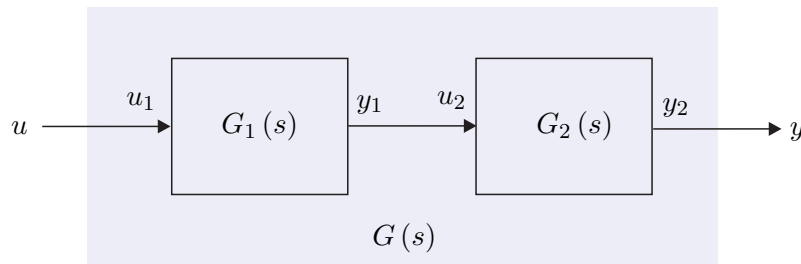 u₁ y₁ u₂ y₂
u G₁ (s) G₂ (s) y
G (s)